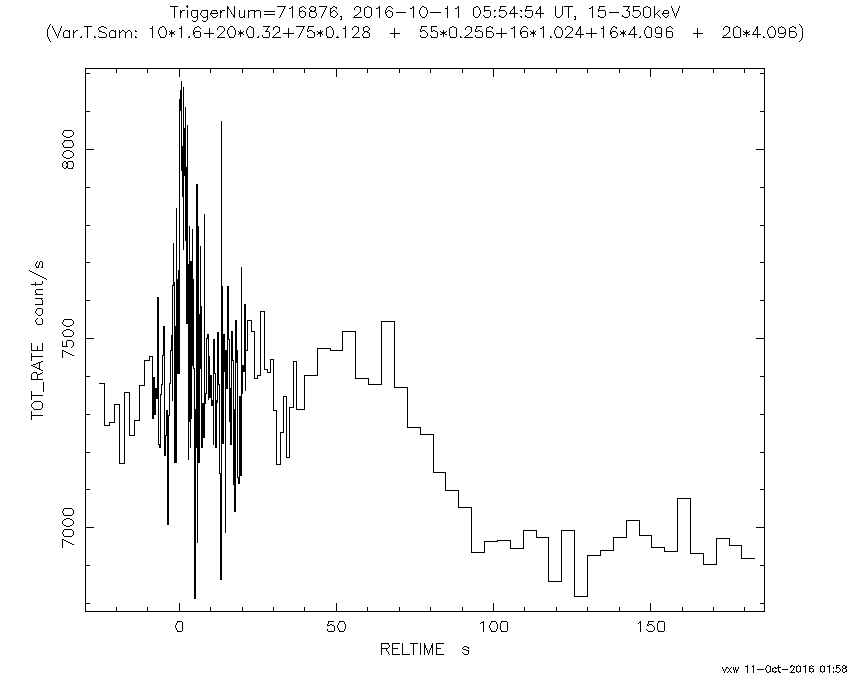 TriggerNum=716876, 2016-10-11 05:54:54 UT, 15-350keV
(Var.T.Sam: 10*1.6+20*0.32+75*0.128 + 55*0.256+16*1.024+16*4.096 + 20*4.096)
TOT_RATE count/s
8000
7500
7000
0 50 100 150
RELTIME s
vxw 11-Oct-2016 01:58